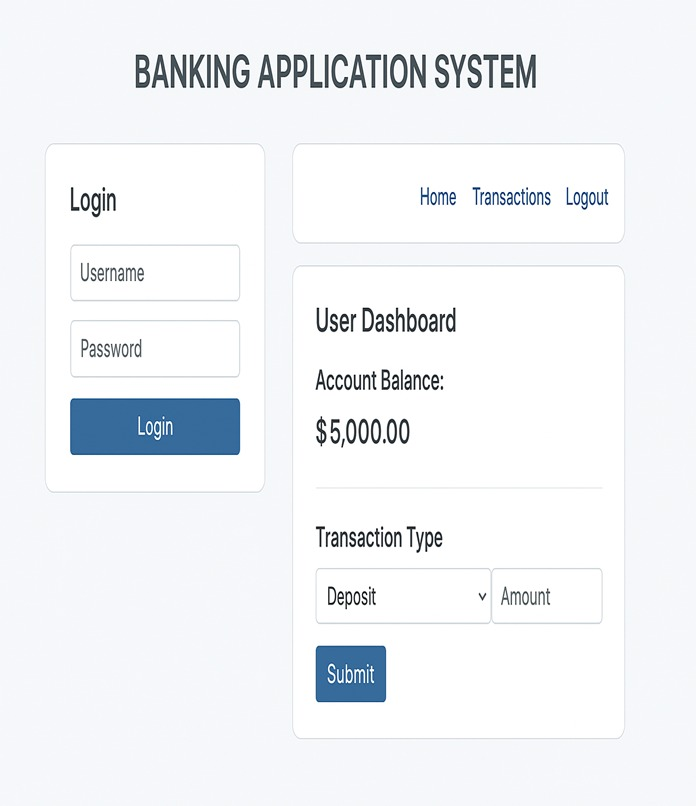 BANKING APPLICATION SYSTEM
Login
Username
Password
Login
Home Transactions Logout
User Dashboard
Account Balance:
$5,000.00
Transaction Type
Deposit Amount
Submit